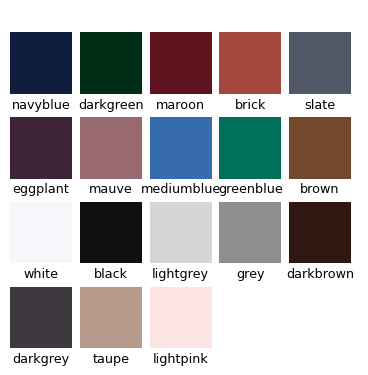 navyblue darkgreen maroon brick slate
eggplant mauve mediumblue greenblue brown
white black lightgrey grey darkbrown
darkgrey taupe lightpink